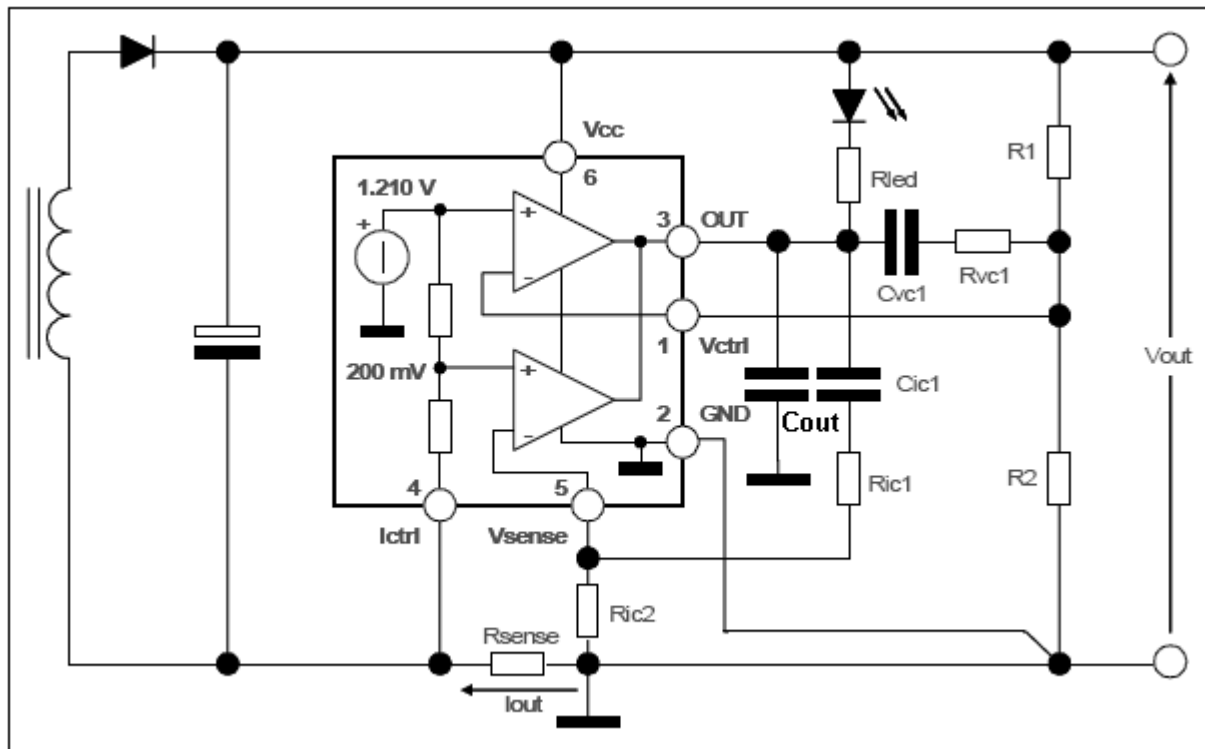 Vcc
6
1.210 V
+
+
−
3
OUT
Rled
R1
Cvc1
Rvc1
1
Vctrl
200 mV
+
−
2
GND
Cout
Cic1
Vout
4
5
Ictrl
Vsense
Ric1
R2
Ric2
Rsense
Iout